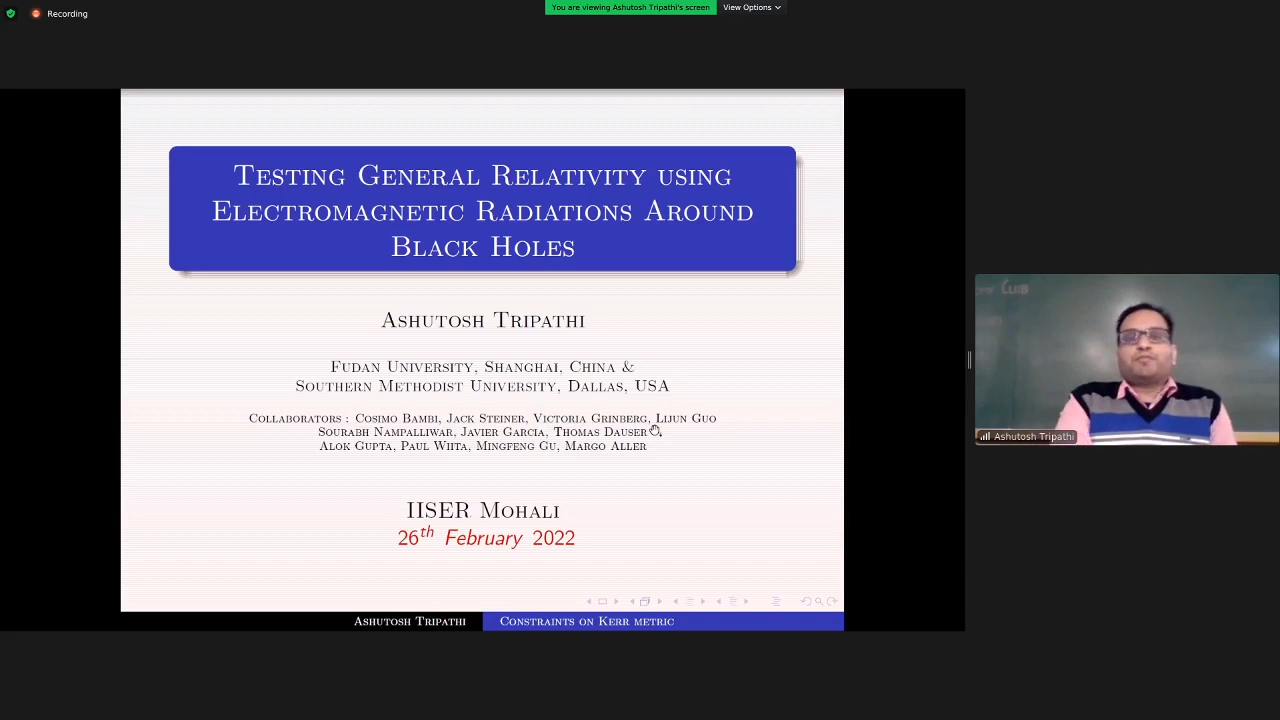 Recording
You are viewing Ashutosh Tripathi's screen
View Options
Testing General Relativity using
Electromagnetic Radiations Around
Black Holes
Ashutosh Tripathi
Fudan University, Shanghai, China &
Southern Methodist University, Dallas, USA
Collaborators : Cosimo Bambi, Jack Steiner, Victoria Grinberg, Lijun Guo
Sourabh Nampalliwar, Javier Garcia, Thomas Dauser
Alok Gupta, Paul Wiita, Mingfeng Gu, Margo Aller
IISER Mohali
26th February 2022
Ashutosh Tripathi
Constraints on Kerr metric
Club
Ashutosh Tripathi